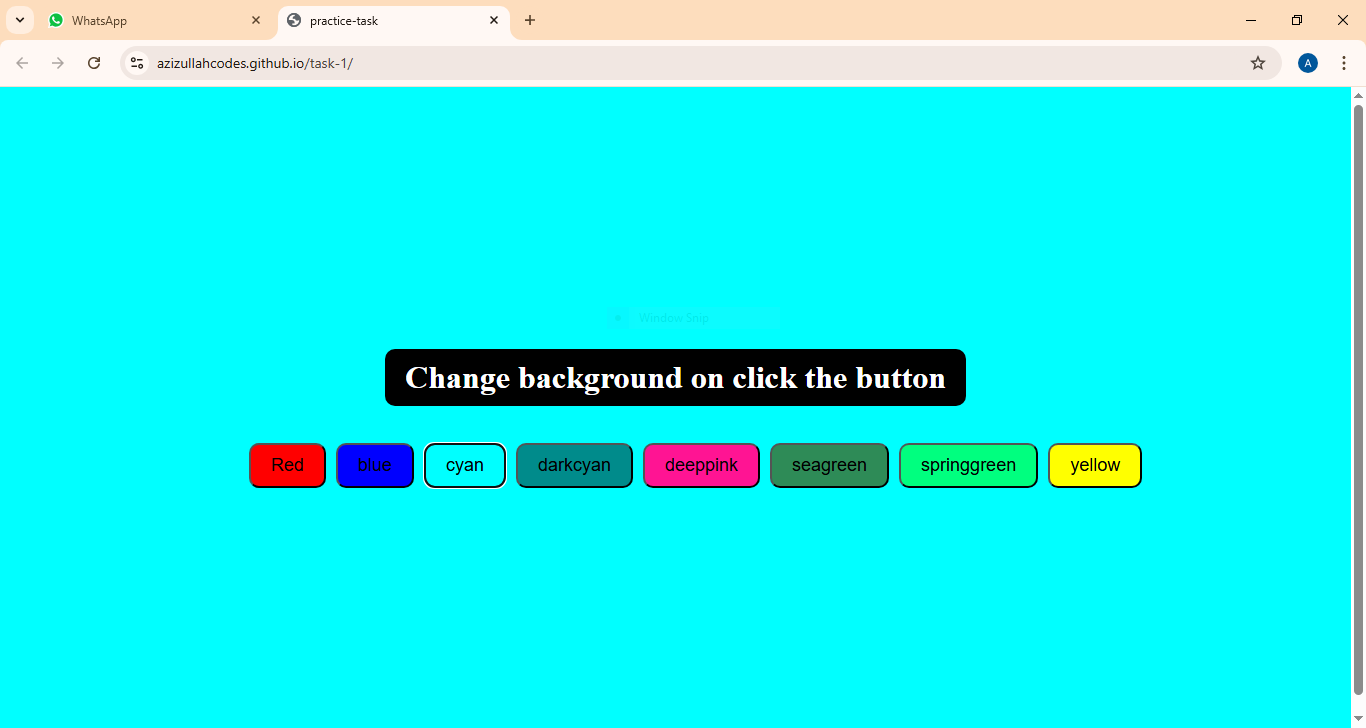 WhatsApp
practice-task
azizullahcodes.github.io/task-1/
A
Window Snip
Change background on click the button
Red
blue
cyan
darkcyan
deeppink
seagreen
springgreen
yellow